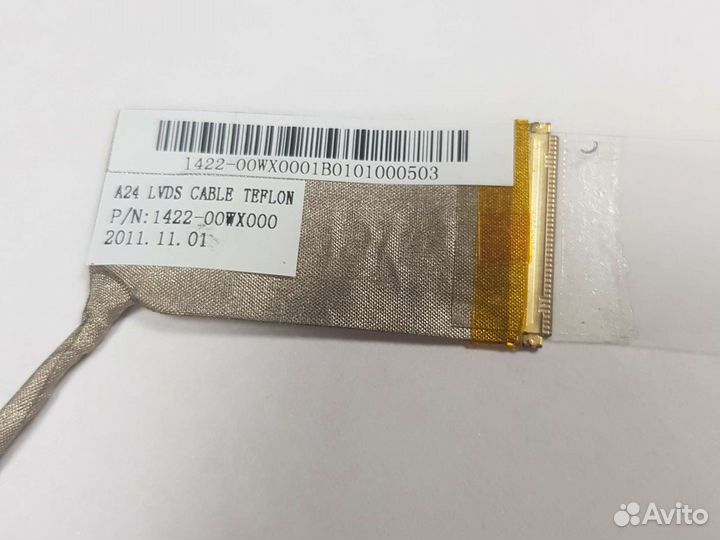 1422-00WX0001B0101000503
A24 LVDS CABLE TEFLON
P/N:1422-00WX000
2011.11.01
Avito